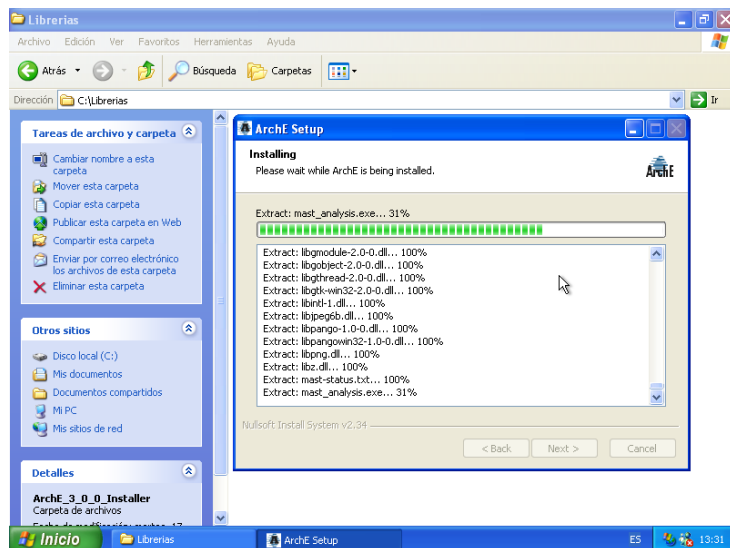 Librerias
Archivo Edición Ver Favoritos Herramientas Ayuda
Atrás Búsqueda Carpetas
Dirección C:\Librerias Ir
Tareas de archivo y carpeta
Cambiar nombre a esta
carpeta
Mover esta carpeta
Copiar esta carpeta
Publicar esta carpeta en Web
Compartir esta carpeta
Enviar por correo electrónico
los archivos de esta carpeta
Eliminar esta carpeta
Otros sitios
Disco local (C:)
Mis documentos
Documentos compartidos
Mi PC
Mis sitios de red
Detalles
ArchE_3_0_0_Installer
Carpeta de archivos
Fecha de modificación: martes, 17
ArchE Setup
Installing
Please wait while ArchE is being installed.
ArchE
Extract: mast_analysis.exe... 31%
Extract: libgmodule-2.0-0.dll... 100%
Extract: libgobject-2.0-0.dll... 100%
Extract: libgthread-2.0-0.dll... 100%
Extract: libgtk-win32-2.0-0.dll... 100%
Extract: libintl-1.dll... 100%
Extract: libjpeg6b.dll... 100%
Extract: libpango-1.0-0.dll... 100%
Extract: libpangowin32-1.0-0.dll... 100%
Extract: libpng.dll... 100%
Extract: libz.dll... 100%
Extract: mast-status.txt... 100%
Extract: mast_analysis.exe... 31%
Nullsoft Install System v2.34
< Back Next > Cancel
Inicio Librerias ArchE Setup ES 13:31